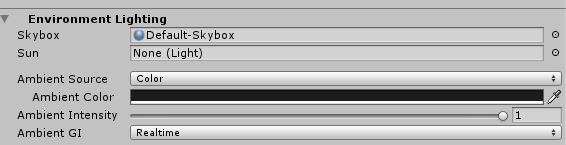 Environment Lighting
Skybox Default-Skybox
Sun None (Light)
Ambient Source Color
Ambient Color
Ambient Intensity 1
Ambient GI Realtime